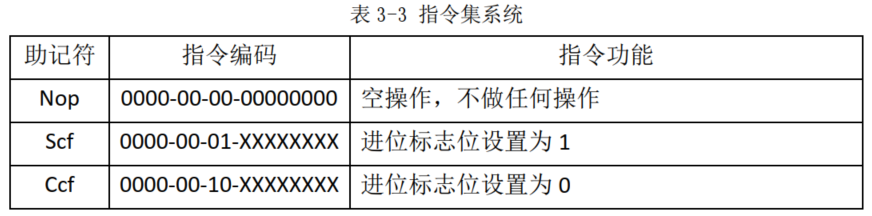 表 3-3 指令集系统
助记符 指令编码 指令功能
Nop 0000-00-00-00000000 空操作，不做任何操作
Scf 0000-00-01-XXXXXXXX 进位标志位设置为 1
Ccf 0000-00-10-XXXXXXXX 进位标志位设置为 0